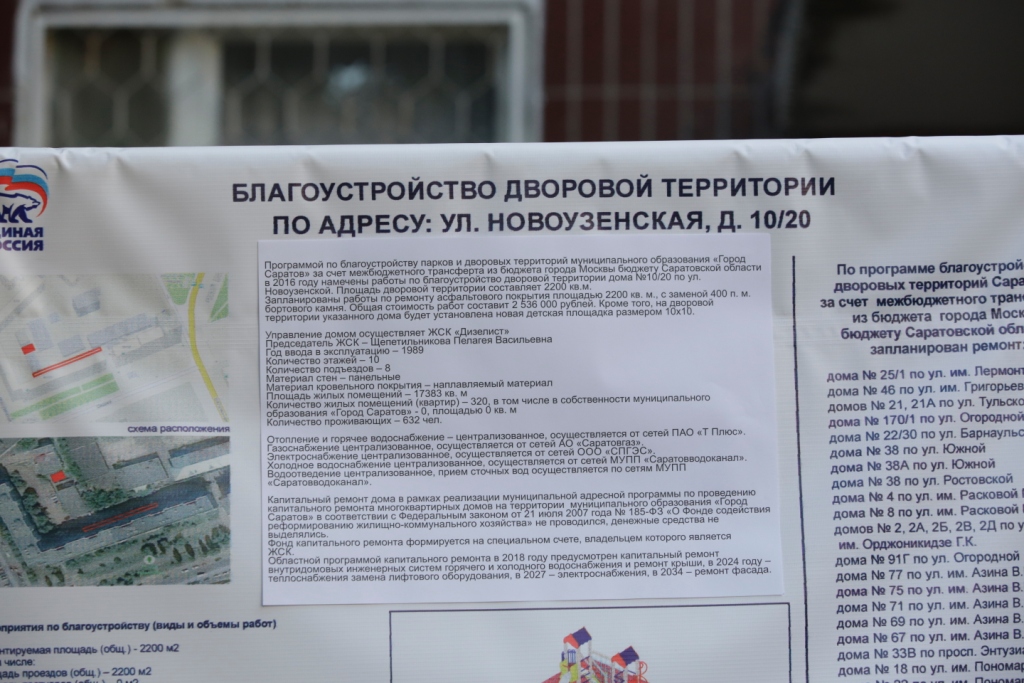 БЛАГОУСТРОЙСТВО ДВОРОВОЙ ТЕРРИТОРИИ
ПО АДРЕСУ: УЛ. НОВОУЗЕНСКАЯ, Д. 10/20
ДИНАЯ
ОССИЯ
схема расположения
Программой по благоустройству парков и дворовых территорий муниципального образования «Город
Саратов» за счет межбюджетного трансферта из бюджета города Москвы бюджету Саратовской области
в 2016 году намечены работы по благоустройство дворовой территории дома №10/20 по ул.
Новоузенской. Площадь дворовой территории составляет 2200 кв.м.
Запланированы работы по ремонту асфальтового покрытия площадью 2200 кв. м., с заменой 400 п. м.
бортового камня. Общая стоимость работ составит 2 536 000 рублей. Кроме того, на дворовой
территории указанного дома будет установлена новая детская площадка размером 10х10.
Управление домом осуществляет ЖСК «Дизелист»
Председатель ЖСК – Щепетильникова Пелагея Васильевна
Год ввода в эксплуатацию – 1989
Количество этажей – 10
Количество подъездов – 8
Материал стен – панельные
Материал кровельного покрытия – наплавляемый материал
Площадь жилых помещений – 17383 кв. м
Количество жилых помещений (квартир) – 320, в том числе в собственности муниципального
образования «Город Саратов» - 0, площадью 0 кв. м
Количество проживающих – 632 чел.
Отопление и горячее водоснабжение – централизованное, осуществляется от сетей ПАО «Т Плюс».
Газоснабжение централизованное, осуществляется от сетей АО «Саратовгаз».
Электроснабжение централизованное, осуществляется от сетей ООО «СПГЭС».
Холодное водоснабжение централизованное, осуществляется от сетей МУПП «Саратовводоканал».
Водоотведение централизованное, прием сточных вод осуществляется по сетям МУПП
«Саратовводоканал».
Капитальный ремонт дома в рамках реализации муниципальной адресной программы по проведению
капитального ремонта многоквартирных домов на территории муниципального образования «Город
Саратов» в соответствии с Федеральным законом от 21 июля 2007 года № 185-ФЗ «О Фонде содействия
реформированию жилищно-коммунального хозяйства» не проводился, денежные средства не
выделялись.
Фонд капитального ремонта формируется на специальном счете, владельцем которого является
ЖСК.
Областной программой капитального ремонта в 2018 году предусмотрен капитальный ремонт
внутридомовых инженерных систем горячего и холодного водоснабжения и ремонт крыши, в 2024 году –
теплоснабжения замена лифтового оборудования, в 2027 – электроснабжения, в 2034 – ремонт фасада.
оприятия по благоустройству (виды и объемы работ)
нтируемая площадь (общ.) - 2200 м2
м числе:
адь проездов (общ.) – 2200 м2
По программе благоустрой
дворовых территорий Сара
за счет межбюджетного тран
из бюджета города Моск
бюджету Саратовской обла
запланирован ремонт:
дома № 25/1 по ул. им. Лермонт
дома № 46 по ул. им. Григорьев
домов № 21, 21А по ул. Тульско
дома № 170/1 по ул. Огородной
дома № 22/30 по ул. Барнаульс
дома № 38 по ул. Южной
дома № 38А по ул. Южной
дома № 38 по ул. Ростовской
дома № 4 по ул. им. Расковой
дома № 8 по ул. им. Расковой
домов № 2, 2А, 2Б, 2В, 2Д по у
им. Орджоникидзе Г.К.
дома № 91Г по ул. Огородной
дома № 77 по ул. им. Азина В.
дома № 75 по ул. им. Азина В.
дома № 71 по ул. им. Азина В.
дома № 69 по ул. им. Азина В.
дома № 67 по ул. им. Азина В.
дома № 33В по просп. Энтузиа
дома № 18 по ул. им. Пономар